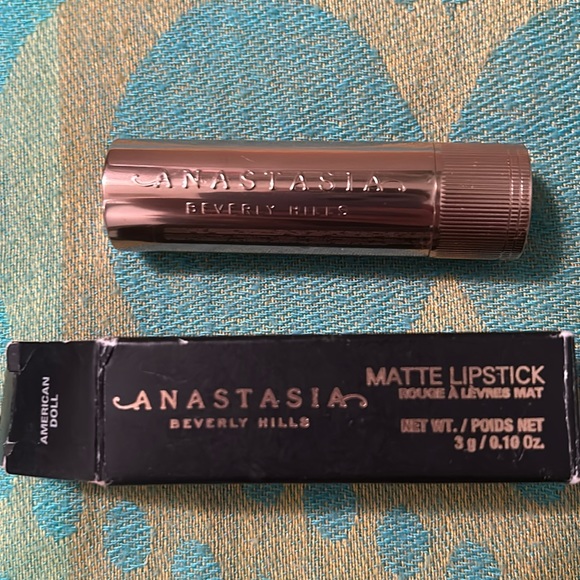 ANASTASIA
BEVERLY HILLS
AMERICAN
DOLL
ANASTASIA
BEVERLY HILLS
MATTE LIPSTICK
ROUGE À LÈVRES MAT
NET WT. / POIDS NET
3 g / 0.10 Oz.